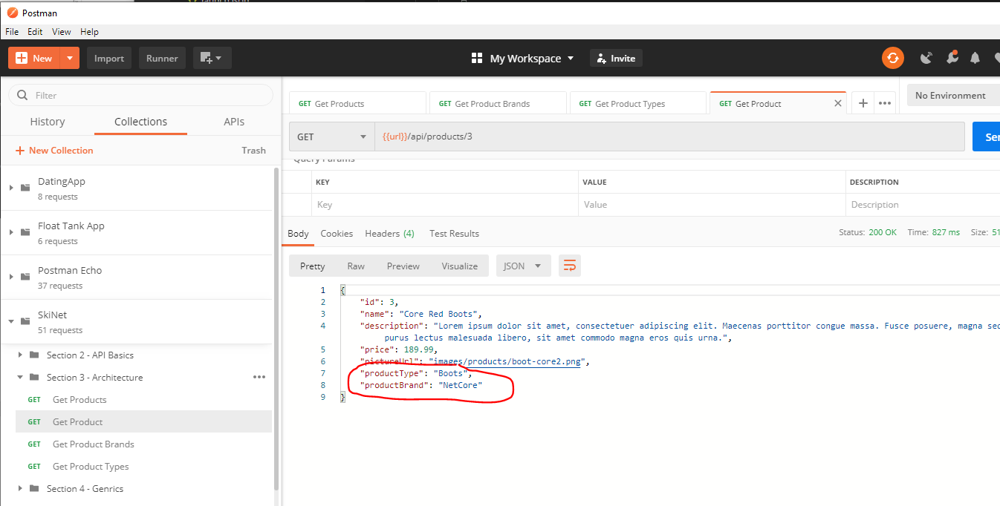 Postman
File Edit View Help
New Import Runner My Workspace Invite
Filter
History Collections APIs
New Collection Trash
DatingApp
8 requests
Float Tank App
6 requests
Postman Echo
37 requests
SkiNet
51 requests
Section 2 - API Basics
Section 3 - Architecture
GET Get Products
GET Get Product
GET Get Product Brands
GET Get Product Types
Section 4 - Genrics
GET Get Products GET Get Product Brands GET Get Product Types GET Get Product No Environment
GET {{url}}/api/products/3
Query Params
KEY VALUE DESCRIPTION
Key Value Description
Body Cookies Headers (4) Test Results Status: 200 OK Time: 827 ms Size: 51
Pretty Raw Preview Visualize JSON
1 {
2 "id": 3,
3 "name": "Core Red Boots",
4 "description": "Lorem ipsum dolor sit amet, consectetuer adipiscing elit. Maecenas porttitor congue massa. Fusce posuere, magna sed
purus lectus malesuada libero, sit amet commodo magna eros quis urna.",
5 "price": 189.99,
6 "pictureUrl": "images/products/boot-core2.png",
7 "productType": "Boots",
8 "productBrand": "NetCore"
9 }